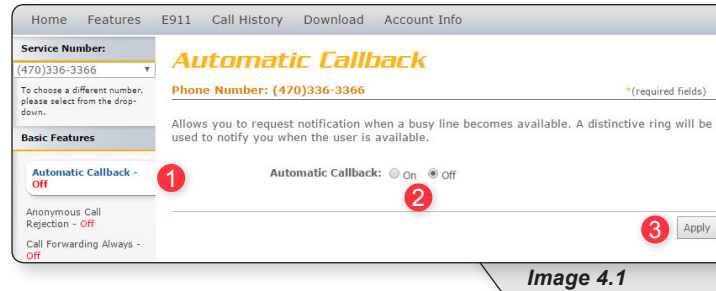 Home Features E911 Call History Download Account Info
Service Number:
(470)336-3366
To choose a different number,
please select from the drop-
down.
Basic Features
Automatic Callback -
Off
1
Anonymous Call
Rejection - Off
Call Forwarding Always -
Off
Automatic Callback
Phone Number: (470)336-3366 *(required fields)
Allows you to request notification when a busy line becomes available. A distinctive ring will be
used to notify you when the user is available.
Automatic Callback: On Off
2
3 Apply
Image 4.1